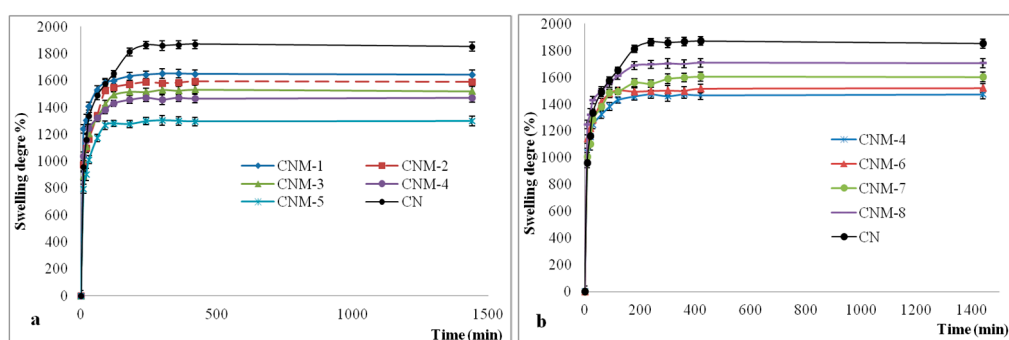 2000
1800
1600
1400
1200
1000
800
600
400
200
0
Swelling degre %)
CNM-1
CNM-2
CNM-3
CNM-4
CNM-5
CN
0
500
1000
1500
Time (min)
a
2000
1800
1600
1400
1200
1000
800
600
400
200
0
Swelling degre (%)
CNM-4
CNM-6
CNM-7
CNM-8
CN
0
200
400
600
800
1000
1200
1400
Time (min)
b